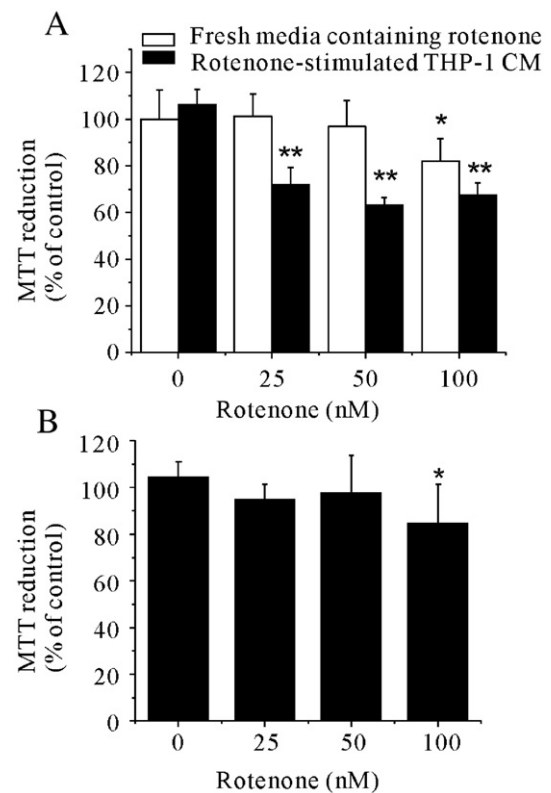 A
Fresh media containing rotenone
Rotenone-stimulated THP-1 CM
MTT reduction
(% of control)
120
100
80
60
40
20
0
**
**
*
**
0 25 50 100
Rotenone (nM)
B
MTT reduction
(% of control)
120
100
80
60
40
20
0
*
0 25 50 100
Rotenone (nM)